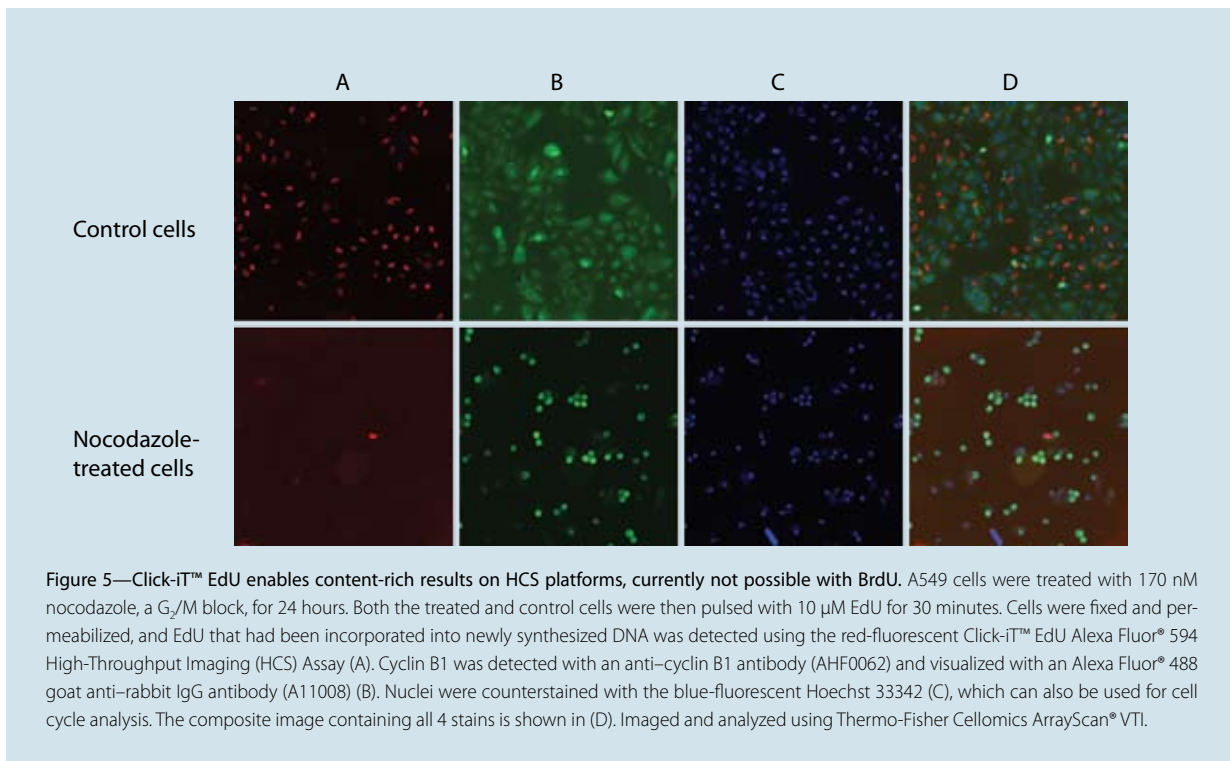 A B C D
Control cells
Nocodazole-
treated cells
Figure 5—Click-iT™ EdU enables content-rich results on HCS platforms, currently not possible with BrdU. A549 cells were treated with 170 nM
nocodazole, a G₂/M block, for 24 hours. Both the treated and control cells were then pulsed with 10 μM EdU for 30 minutes. Cells were fixed and per-
meabilized, and EdU that had been incorporated into newly synthesized DNA was detected using the red-fluorescent Click-iT™ EdU Alexa Fluor® 594
High-Throughput Imaging (HCS) Assay (A). Cyclin B1 was detected with an anti–cyclin B1 antibody (AHF0062) and visualized with an Alexa Fluor® 488
goat anti–rabbit IgG antibody (A11008) (B). Nuclei were counterstained with the blue-fluorescent Hoechst 33342 (C), which can also be used for cell
cycle analysis. The composite image containing all 4 stains is shown in (D). Imaged and analyzed using Thermo-Fisher Cellomics ArrayScan® VTI.